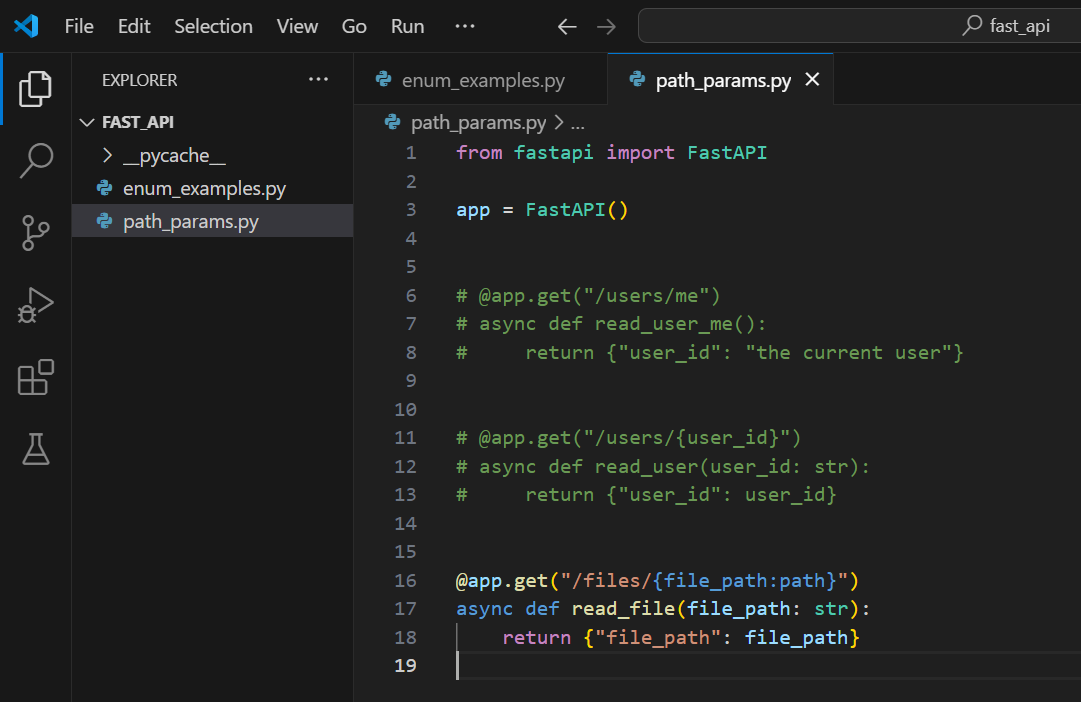 File Edit Selection View Go Run ... fast_api
EXPLORER ...
FAST_API
__pycache__
enum_examples.py
path_params.py
enum_examples.py path_params.py
path_params.py > ...
1 from fastapi import FastAPI
2
3 app = FastAPI()
4
5
6 # @app.get("/users/me")
7 # async def read_user_me():
8 #     return {"user_id": "the current user"}
9
10
11 # @app.get("/users/{user_id}")
12 # async def read_user(user_id: str):
13 #     return {"user_id": user_id}
14
15
16 @app.get("/files/{file_path:path}")
17 async def read_file(file_path: str):
18     return {"file_path": file_path}
19